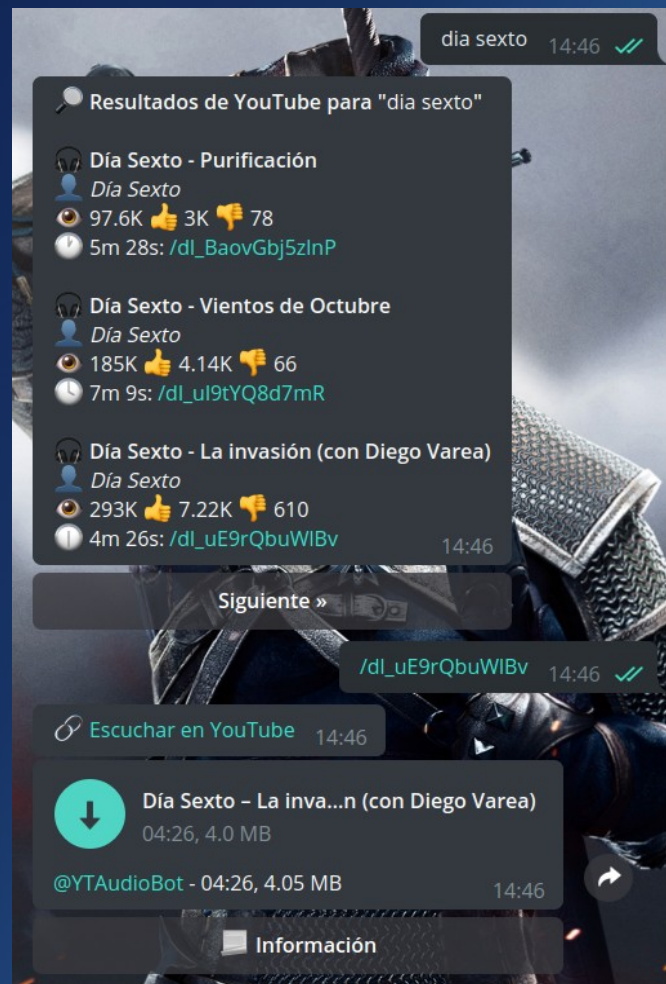 dia sexto 14:46
Resultados de YouTube para "dia sexto"
Día Sexto - Purificación
Día Sexto
97.6K 3K 78
5m 28s: /dl_BaovGbj5zlnP
Día Sexto - Vientos de Octubre
Día Sexto
185K 4.14K 66
7m 9s: /dl_uI9tYQ8d7mR
Día Sexto - La invasión (con Diego Varea)
Día Sexto
293K 7.22K 610
4m 26s: /dl_uE9rQbuWlBv
14:46
Siguiente »
/dl_uE9rQbuWlBv 14:46
Escuchar en YouTube 14:46
Día Sexto – La inva...n (con Diego Varea)
04:26, 4.0 MB
@YTAudioBot - 04:26, 4.05 MB
14:46
Información